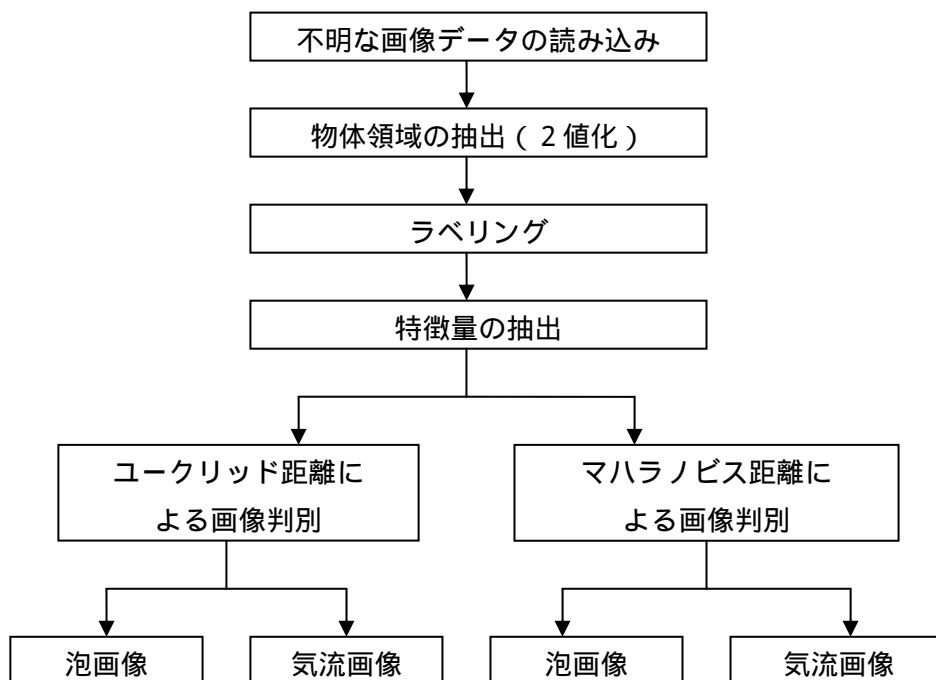 不明な画像データの読み込み
物体領域の抽出(2値化)
ラベリング
特徴量の抽出
ユークリッド距離に
よる画像判別
マハラノビス距離に
よる画像判別
泡画像
気流画像
泡画像
気流画像